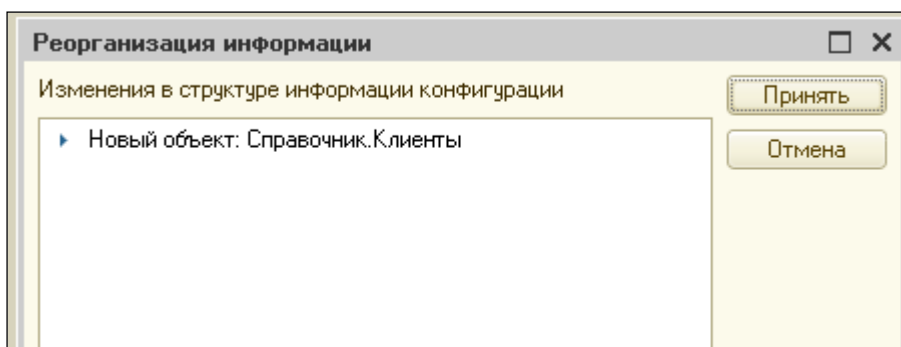 Реорганизация информации
Изменения в структуре информации конфигурации
Принять
Новый объект: Справочник.Клиенты
Отмена